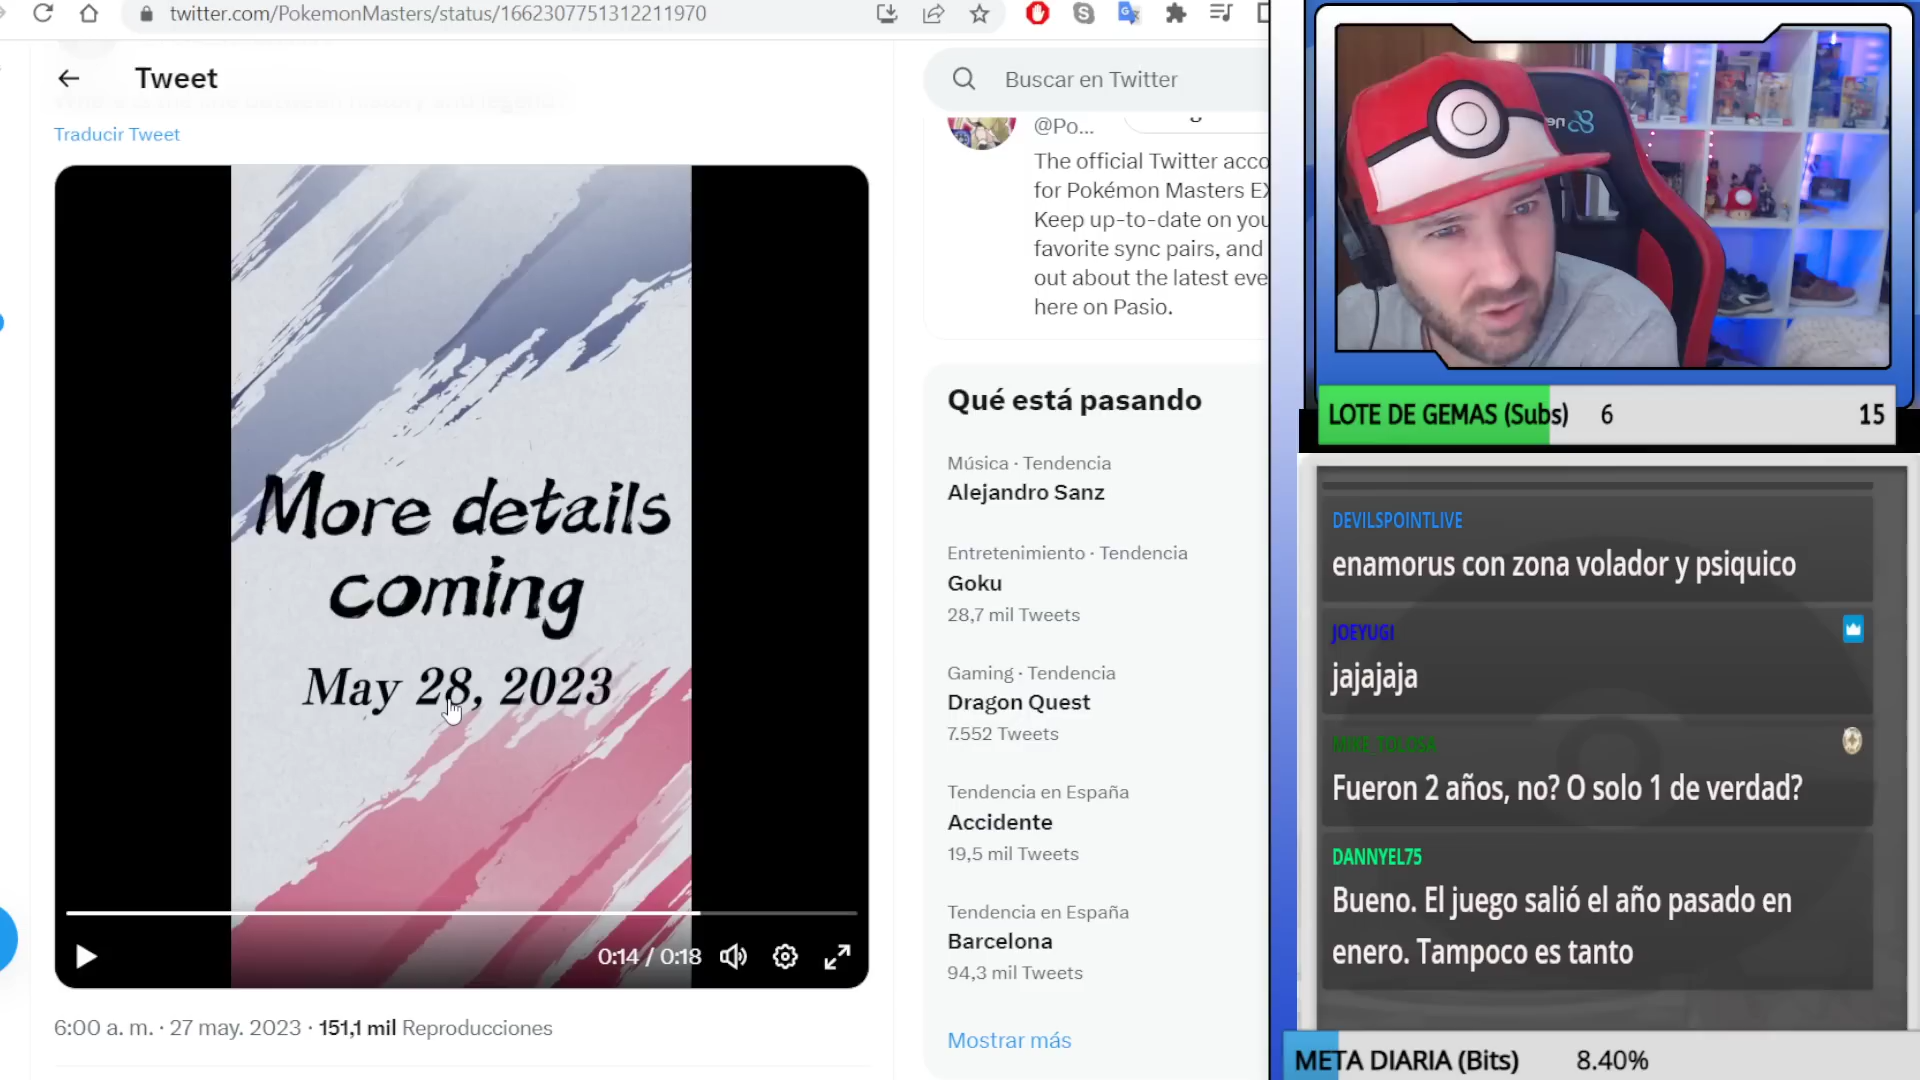 twitter.com/PokemonMasters/status/1662307751312211970
Tweet
Traducir Tweet
More details
coming
May 28, 2023
0:14 / 0:18
6:00 a. m. · 27 may. 2023 · 151,1 mil Reproducciones
Buscar en Twitter
@Po...
The official Twitter acco
for Pokémon Masters EX
Keep up-to-date on you
favorite sync pairs, and
out about the latest eve
here on Pasio.
Qué está pasando
Música · Tendencia
Alejandro Sanz
Entretenimiento · Tendencia
Goku
28,7 mil Tweets
Gaming · Tendencia
Dragon Quest
7.552 Tweets
Tendencia en España
Accidente
19,5 mil Tweets
Tendencia en España
Barcelona
94,3 mil Tweets
Mostrar más
LOTE DE GEMAS (Subs) 6 15
DEVILSPOINTLIVE
enamorus con zona volador y psiquico
JOEYUGI
jajajaja
MIKE_TOLOSA
Fueron 2 años, no? O solo 1 de verdad?
DANNYEL75
Bueno. El juego salió el año pasado en
enero. Tampoco es tanto
META DIARIA (Bits) 8.40%